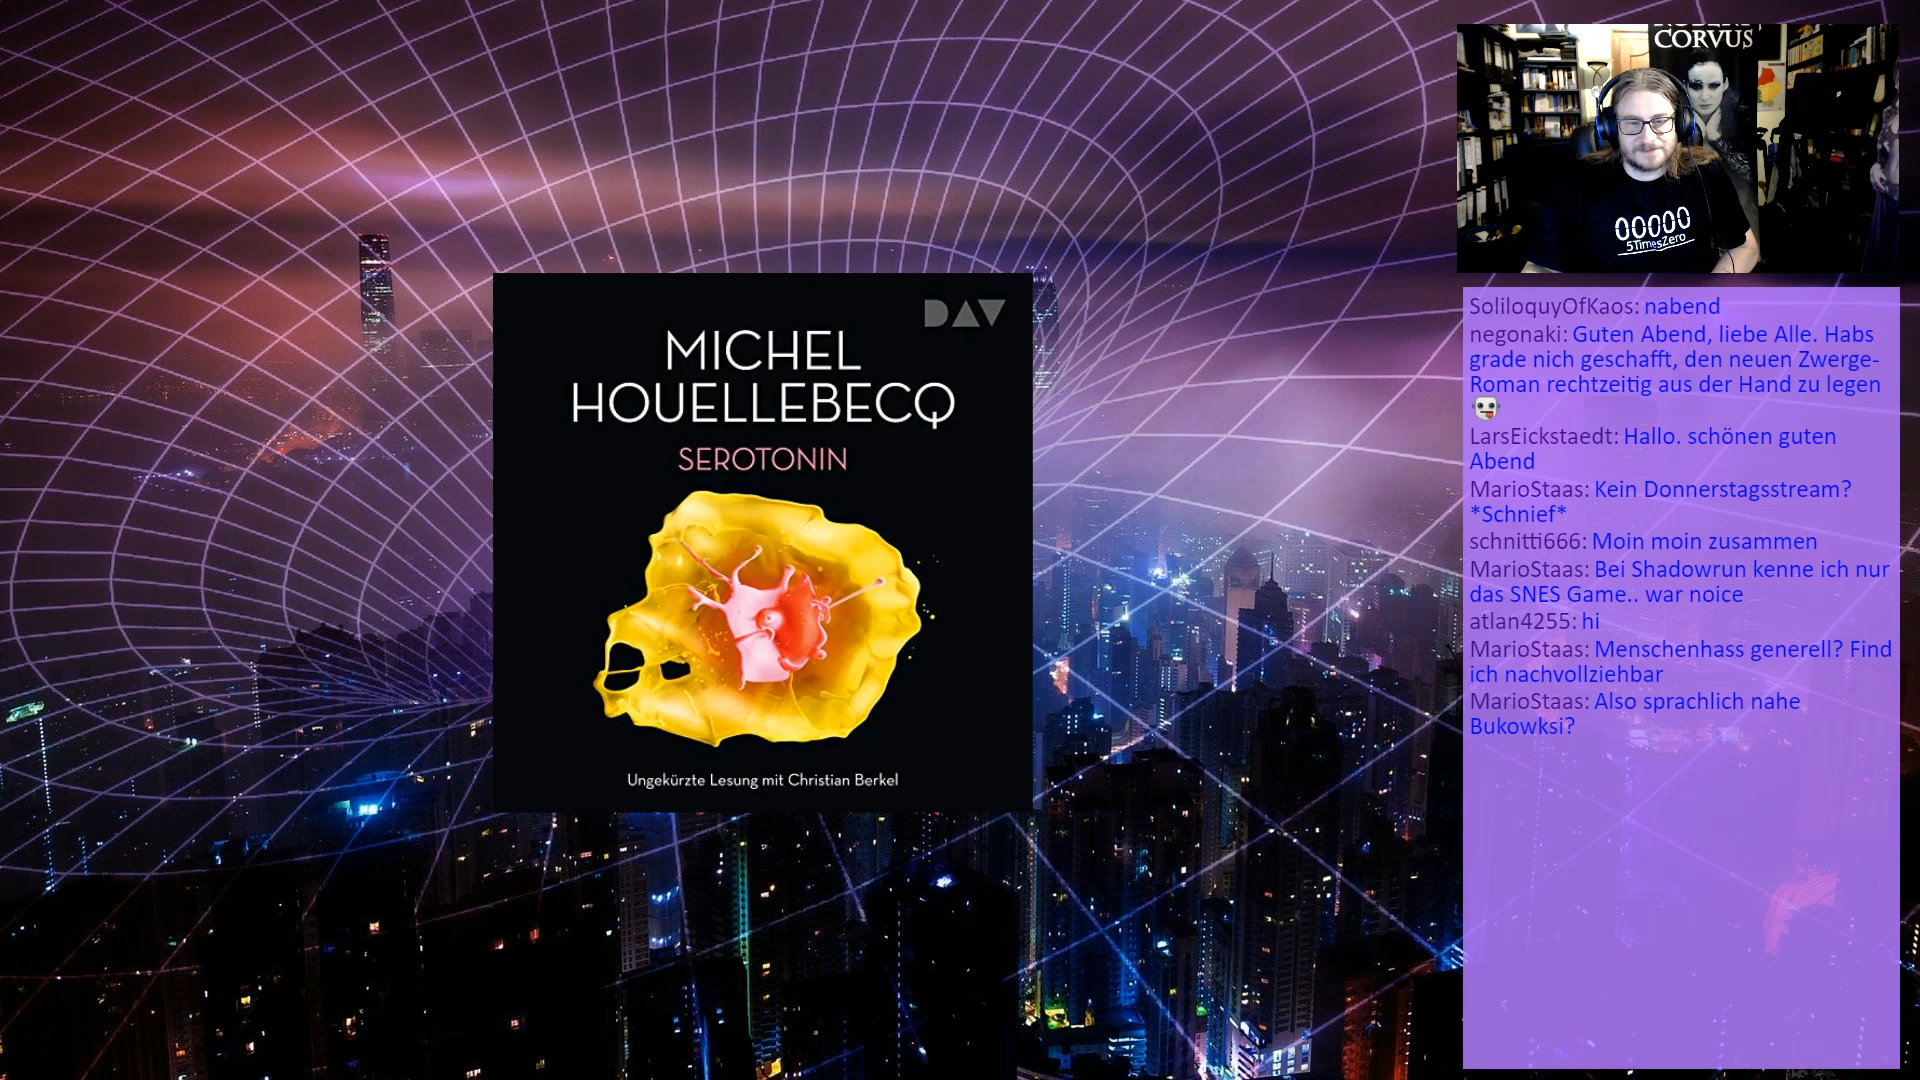 DAV
MICHEL
HOUELLEBECQ
SEROTONIN
Ungekürzte Lesung mit Christian Berkel
CORVUS
00000
5TimesZero
SoliloquyOfKaos: nabend
negonaki: Guten Abend, liebe Alle. Habs
grade nich geschafft, den neuen Zwerge-
Roman rechtzeitig aus der Hand zu legen
LarsEickstaedt: Hallo. schönen guten
Abend
MarioStaas: Kein Donnerstagsstream?
*Schnief*
schnitti666: Moin moin zusammen
MarioStaas: Bei Shadowrun kenne ich nur
das SNES Game.. war noice
atlan4255: hi
MarioStaas: Menschenhass generell? Find
ich nachvollziehbar
MarioStaas: Also sprachlich nahe
Bukowksi?